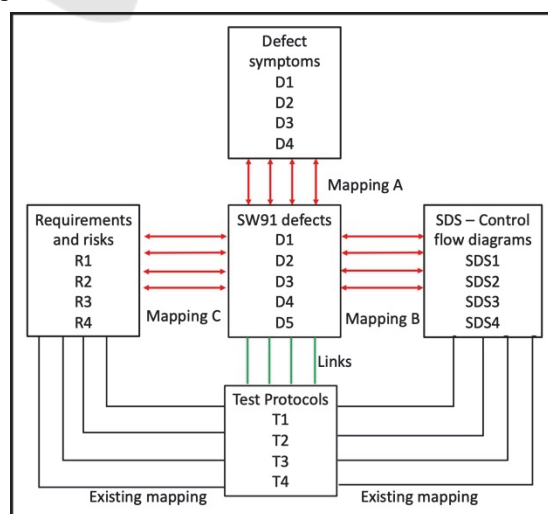 Defect
symptoms
D1
D2
D3
D4
Mapping A
Requirements
and risks
R1
R2
R3
R4
SW91 defects
D1
D2
D3
D4
D5
SDS – Control
flow diagrams
SDS1
SDS2
SDS3
SDS4
Mapping C
Mapping B
Links
Test Protocols
T1
T2
T3
T4
Existing mapping
Existing mapping